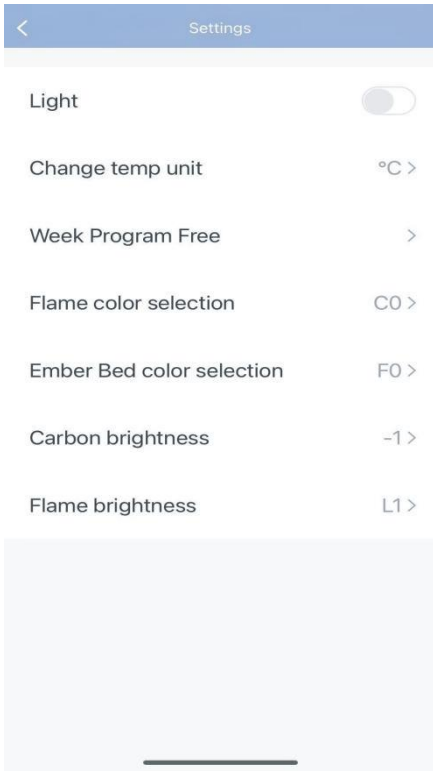 Settings
Light
Change temp unit °C >
Week Program Free >
Flame color selection C0 >
Ember Bed color selection F0 >
Carbon brightness -1 >
Flame brightness L1 >